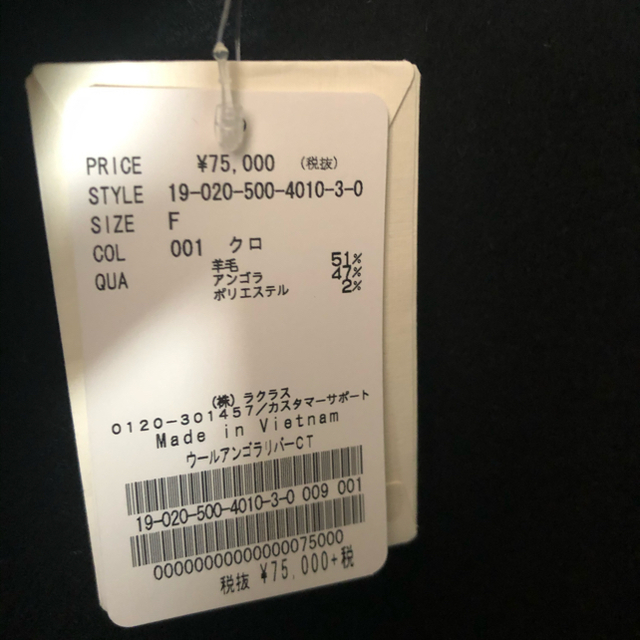 PRICE ¥75,000 (税抜)
STYLE 19-020-500-4010-3-0
SIZE F
COL 001 クロ
QUA 羊毛 51%
アンゴラ 47%
ポリエステル 2%
(株)ラクラス
0120-301457/カスタマーサポート
Made in Vietnam
ウールアンゴラリバーCT
19-020-500-4010-3-0 009 001
00000000000000075000
税抜 ¥75,000+税